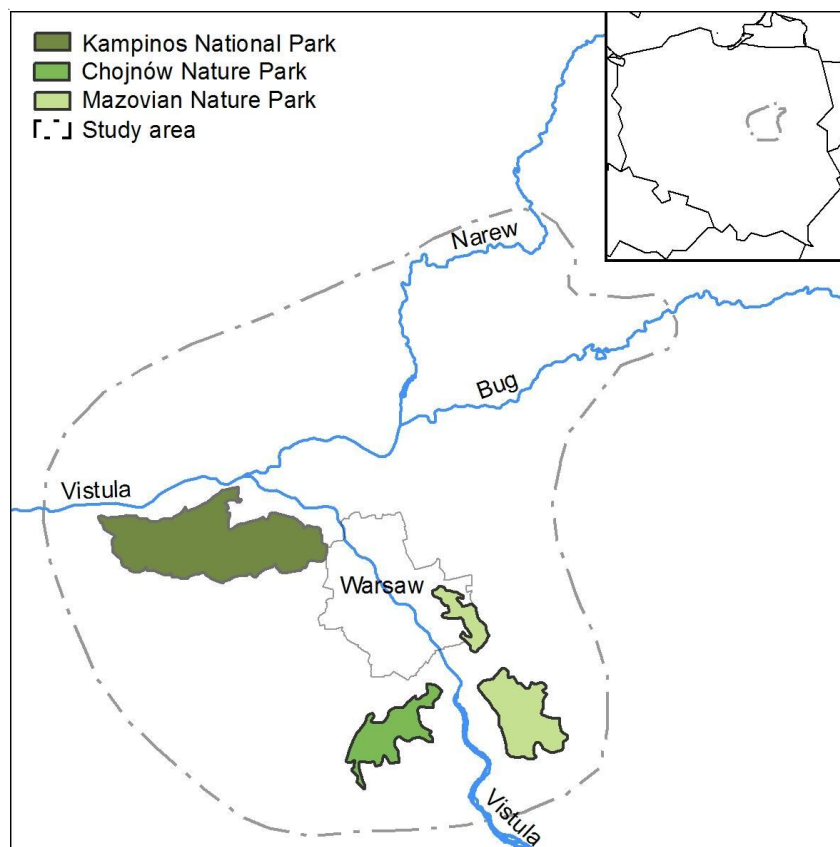 Kampinos National Park
Chojnów Nature Park
Mazovian Nature Park
Study area
Narew
Bug
Vistula
Warsaw
Vistula